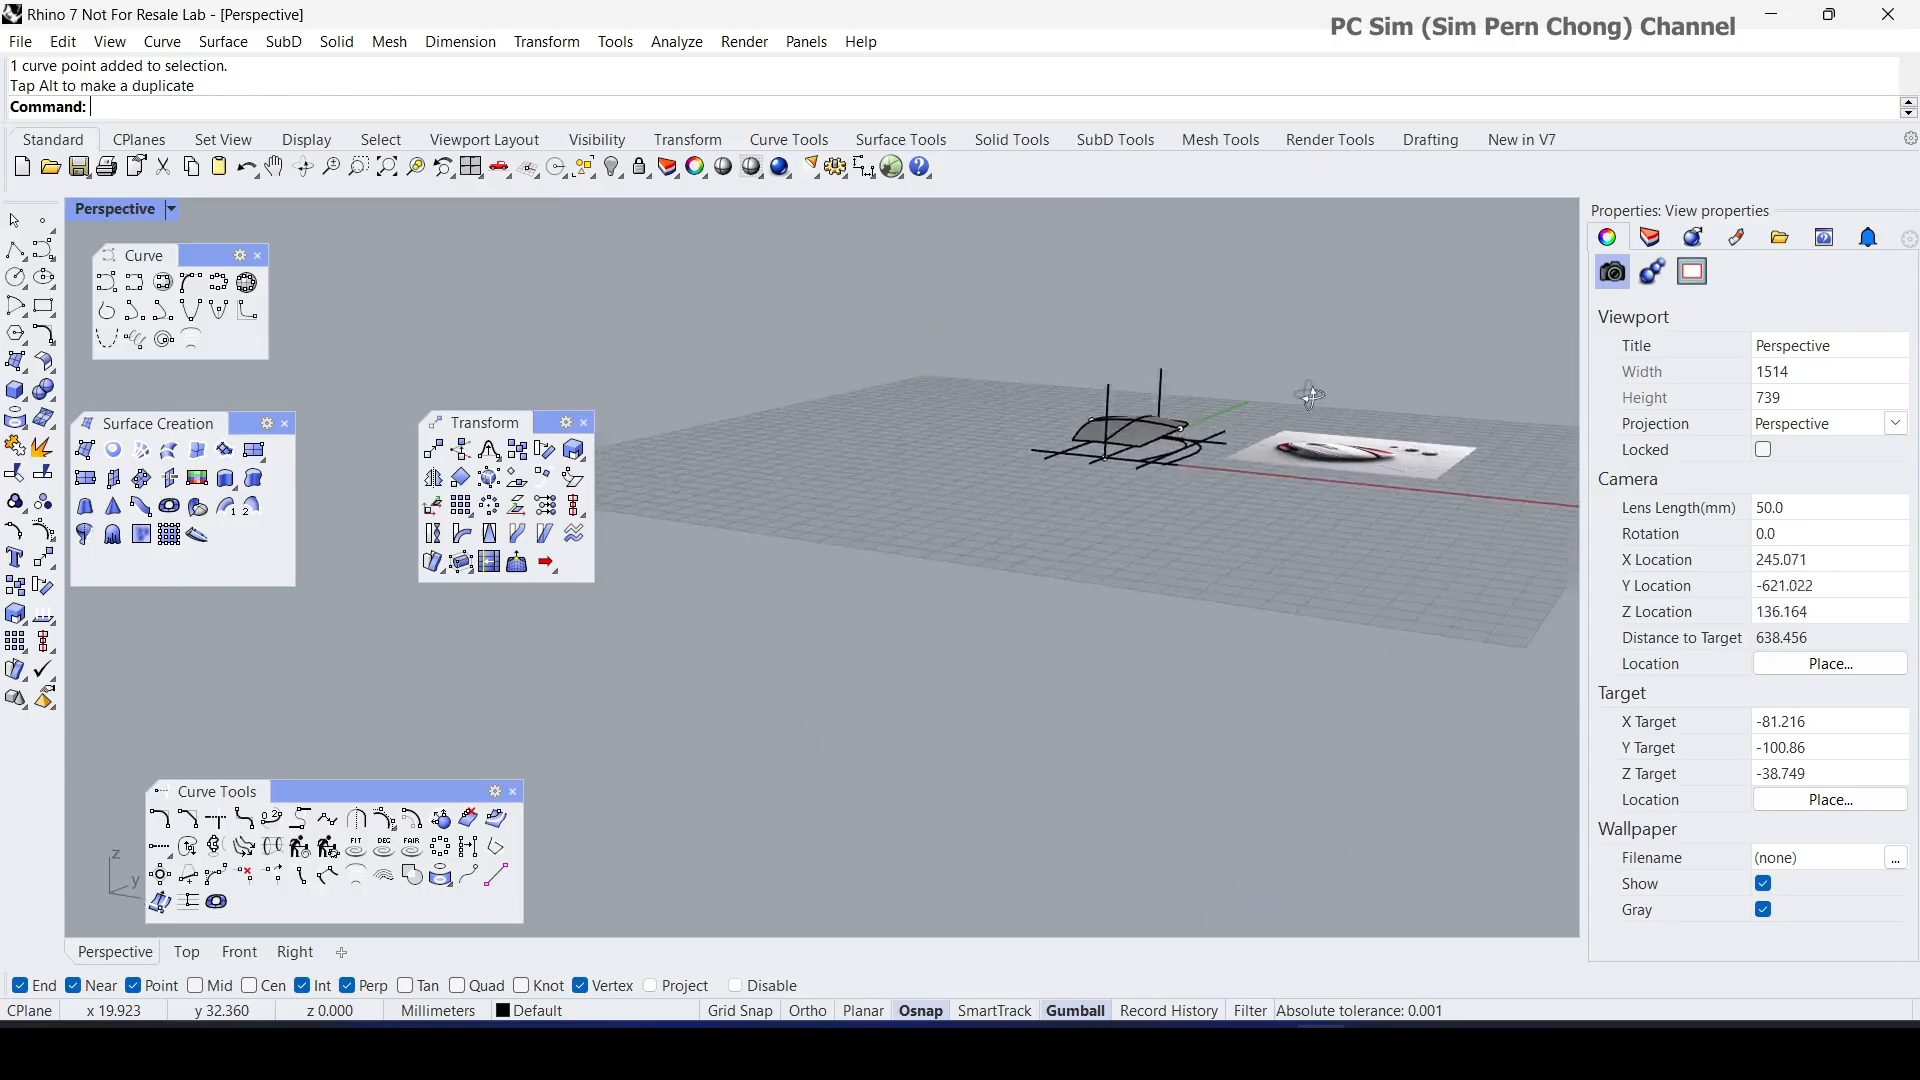 Rhino 7 Not For Resale Lab - [Perspective]
PC Sim (Sim Pern Chong) Channel
File Edit View Curve Surface SubD Solid Mesh Dimension Transform Tools Analyze Render Panels Help
1 curve point added to selection.
Tap Alt to make a duplicate
Command:
Standard CPlanes Set View Display Select Viewport Layout Visibility Transform Curve Tools Surface Tools Solid Tools SubD Tools Mesh Tools Render Tools Drafting New in V7
Perspective
Properties: View properties
Curve
Viewport
Title Perspective
Width 1514
Height 739
Projection Perspective
Locked
Camera
Lens Length(mm) 50.0
Rotation 0.0
X Location 245.071
Y Location -621.022
Z Location 136.164
Distance to Target 638.456
Location Place...
Target
X Target -81.216
Y Target -100.86
Z Target -38.749
Location Place...
Wallpaper
Filename (none) ...
Show
Gray
Surface Creation
1 2
Transform
Curve Tools
FIT DEG FAIR
z
y
Perspective Top Front Right
End Near Point Mid Cen Int Perp Tan Quad Knot Vertex Project Disable
CPlane x 19.923 y 32.360 z 0.000 Millimeters Default Grid Snap Ortho Planar Osnap SmartTrack Gumball Record History Filter Absolute tolerance: 0.001